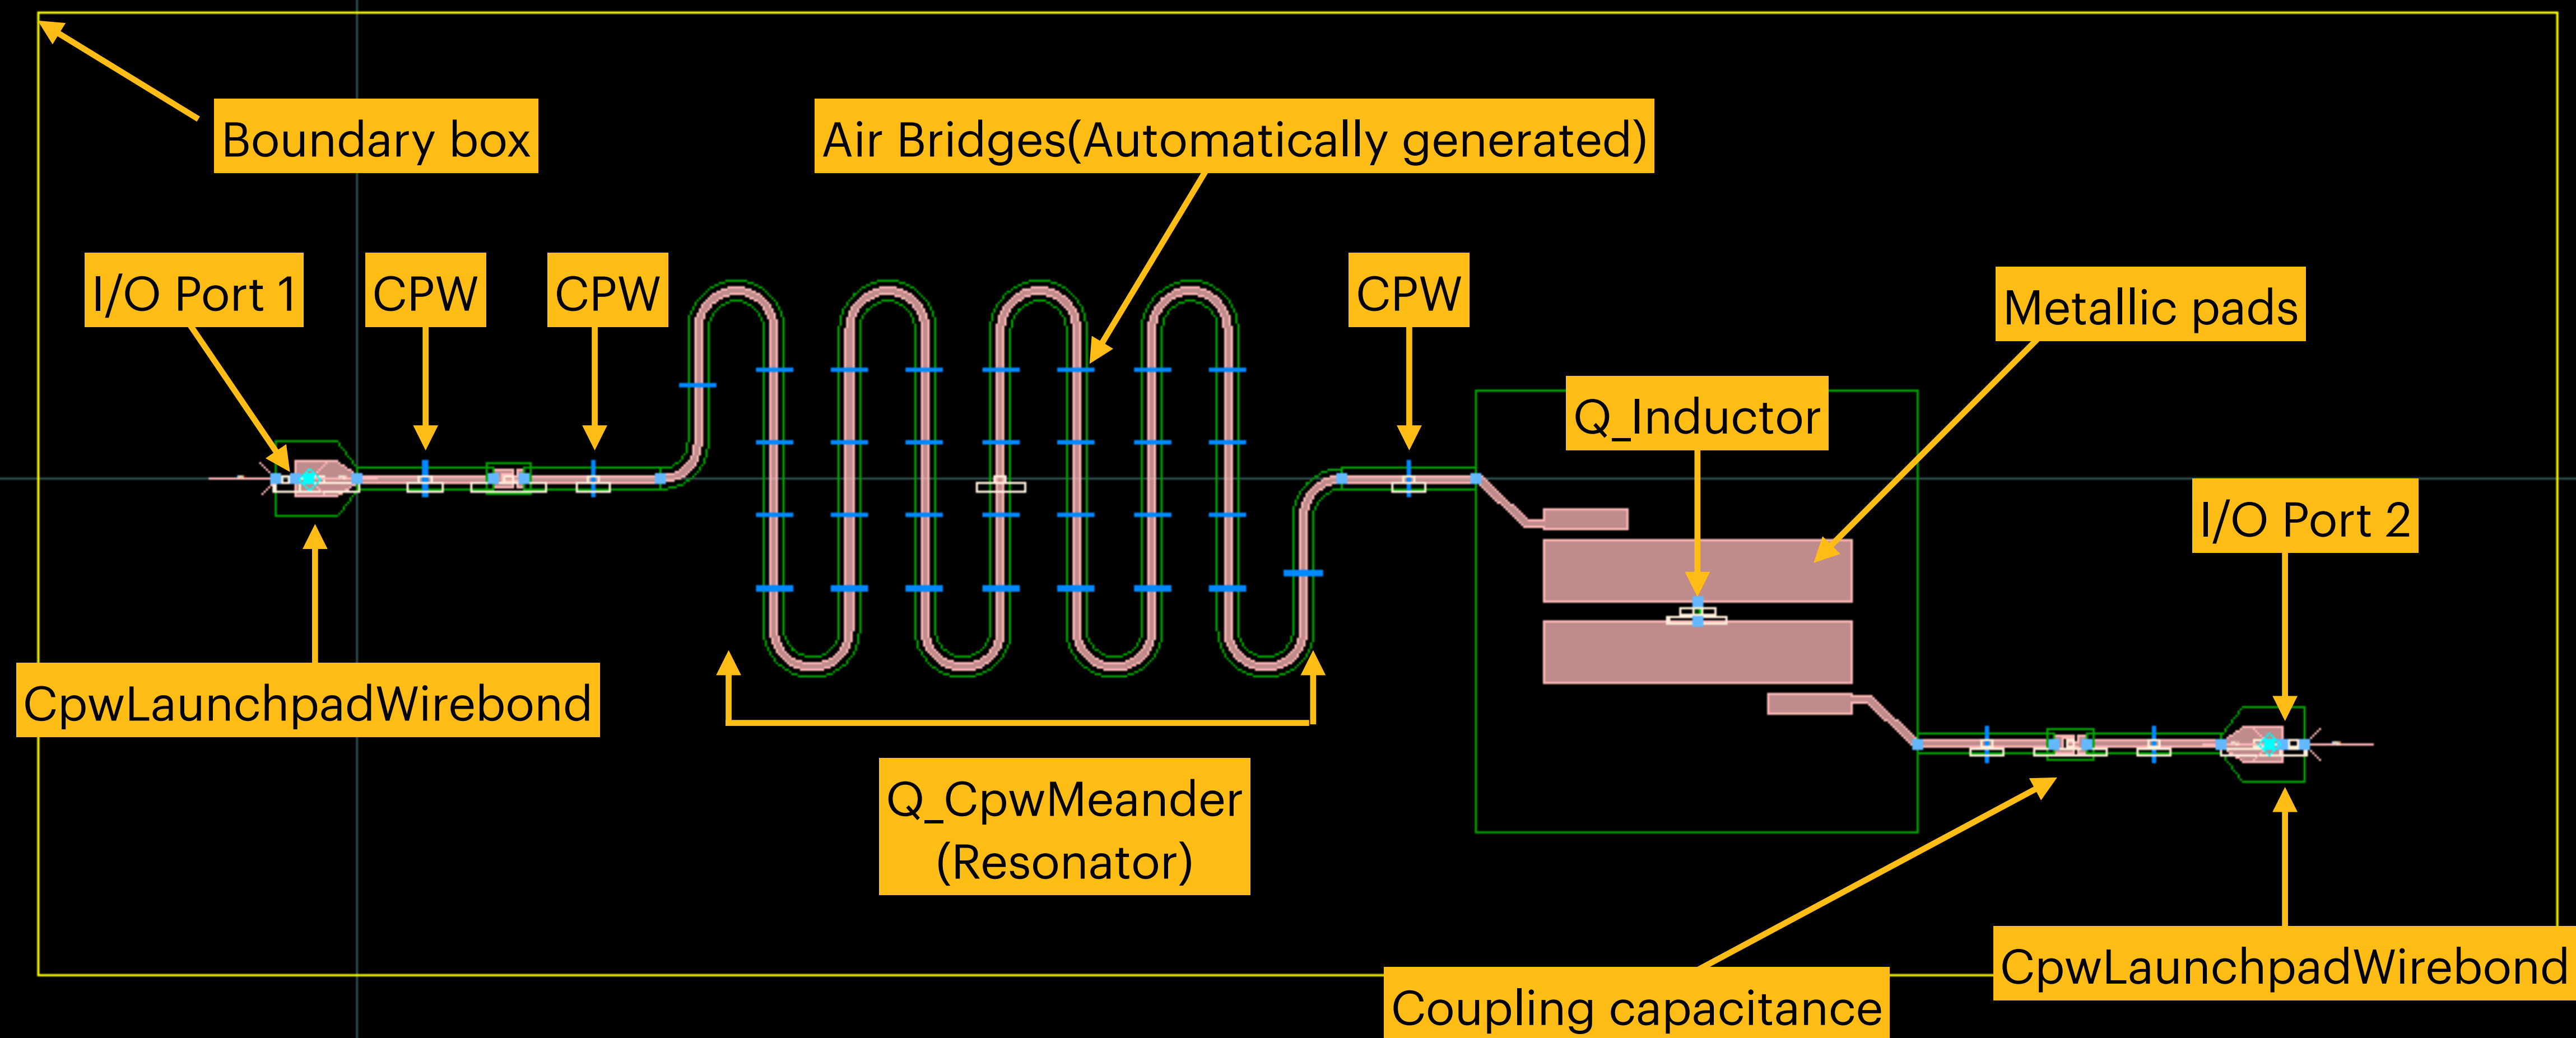 Boundary box
Air Bridges(Automatically generated)
I/O Port 1
CPW
CPW
CPW
Metallic pads
Q_Inductor
I/O Port 2
CpwLaunchpadWirebond
Q_CpwMeander
(Resonator)
CpwLaunchpadWirebond
Coupling capacitance